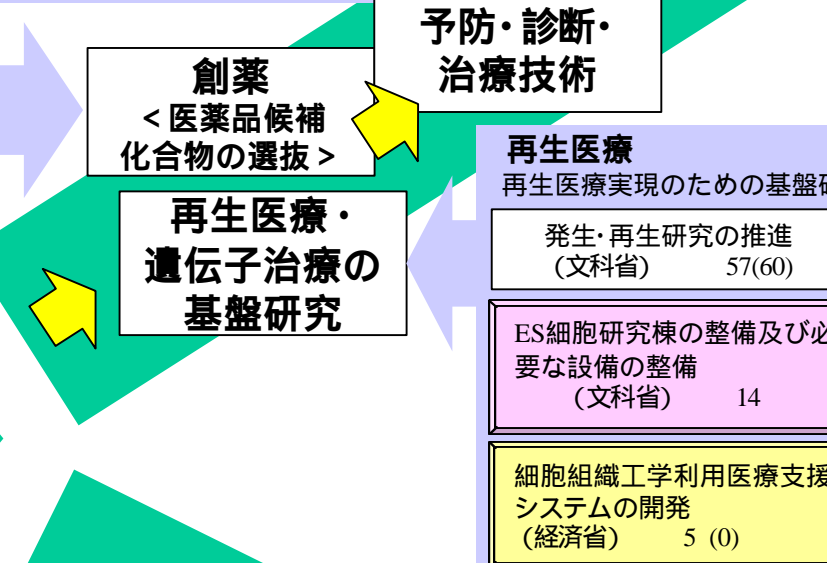 予防・診断・
治療技術
創薬
<医薬品候補
化合物の選抜>
再生医療・
遺伝子治療の
基盤研究
再生医療
再生医療実現のための基盤研
発生・再生研究の推進
(文科省) 57(60)
ES細胞研究棟の整備及び必
要な設備の整備
(文科省) 14
細胞組織工学利用医療支援
システムの開発
(経済省) 5 (0)